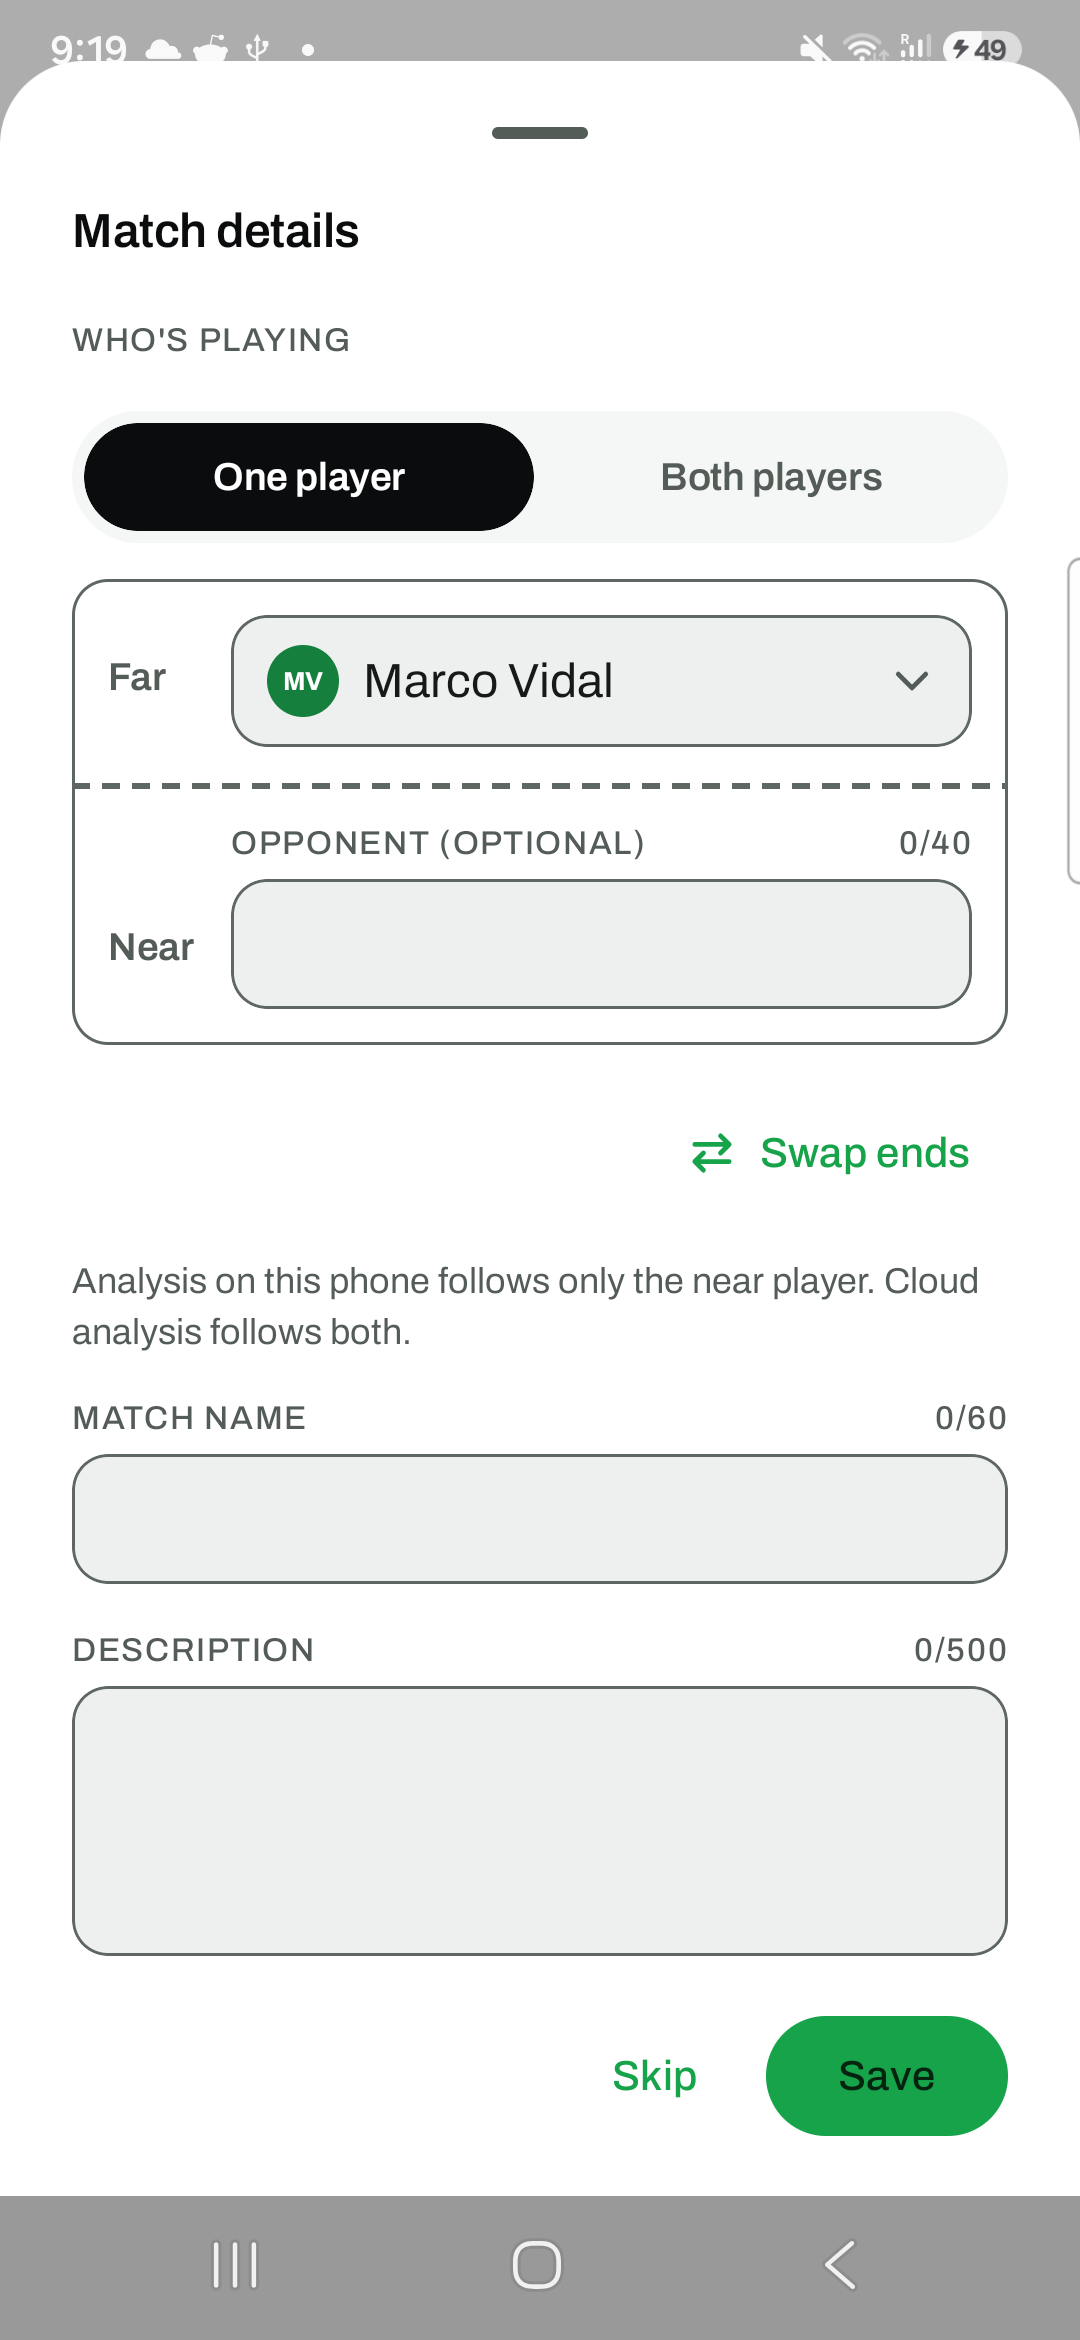 9:19
R
49
Match details
WHO'S PLAYING
One player
Both players
Far
MV
Marco Vidal
OPPONENT (OPTIONAL)
0/40
Near
Swap ends
Analysis on this phone follows only the near player. Cloud
analysis follows both.
MATCH NAME
0/60
DESCRIPTION
0/500
Skip
Save